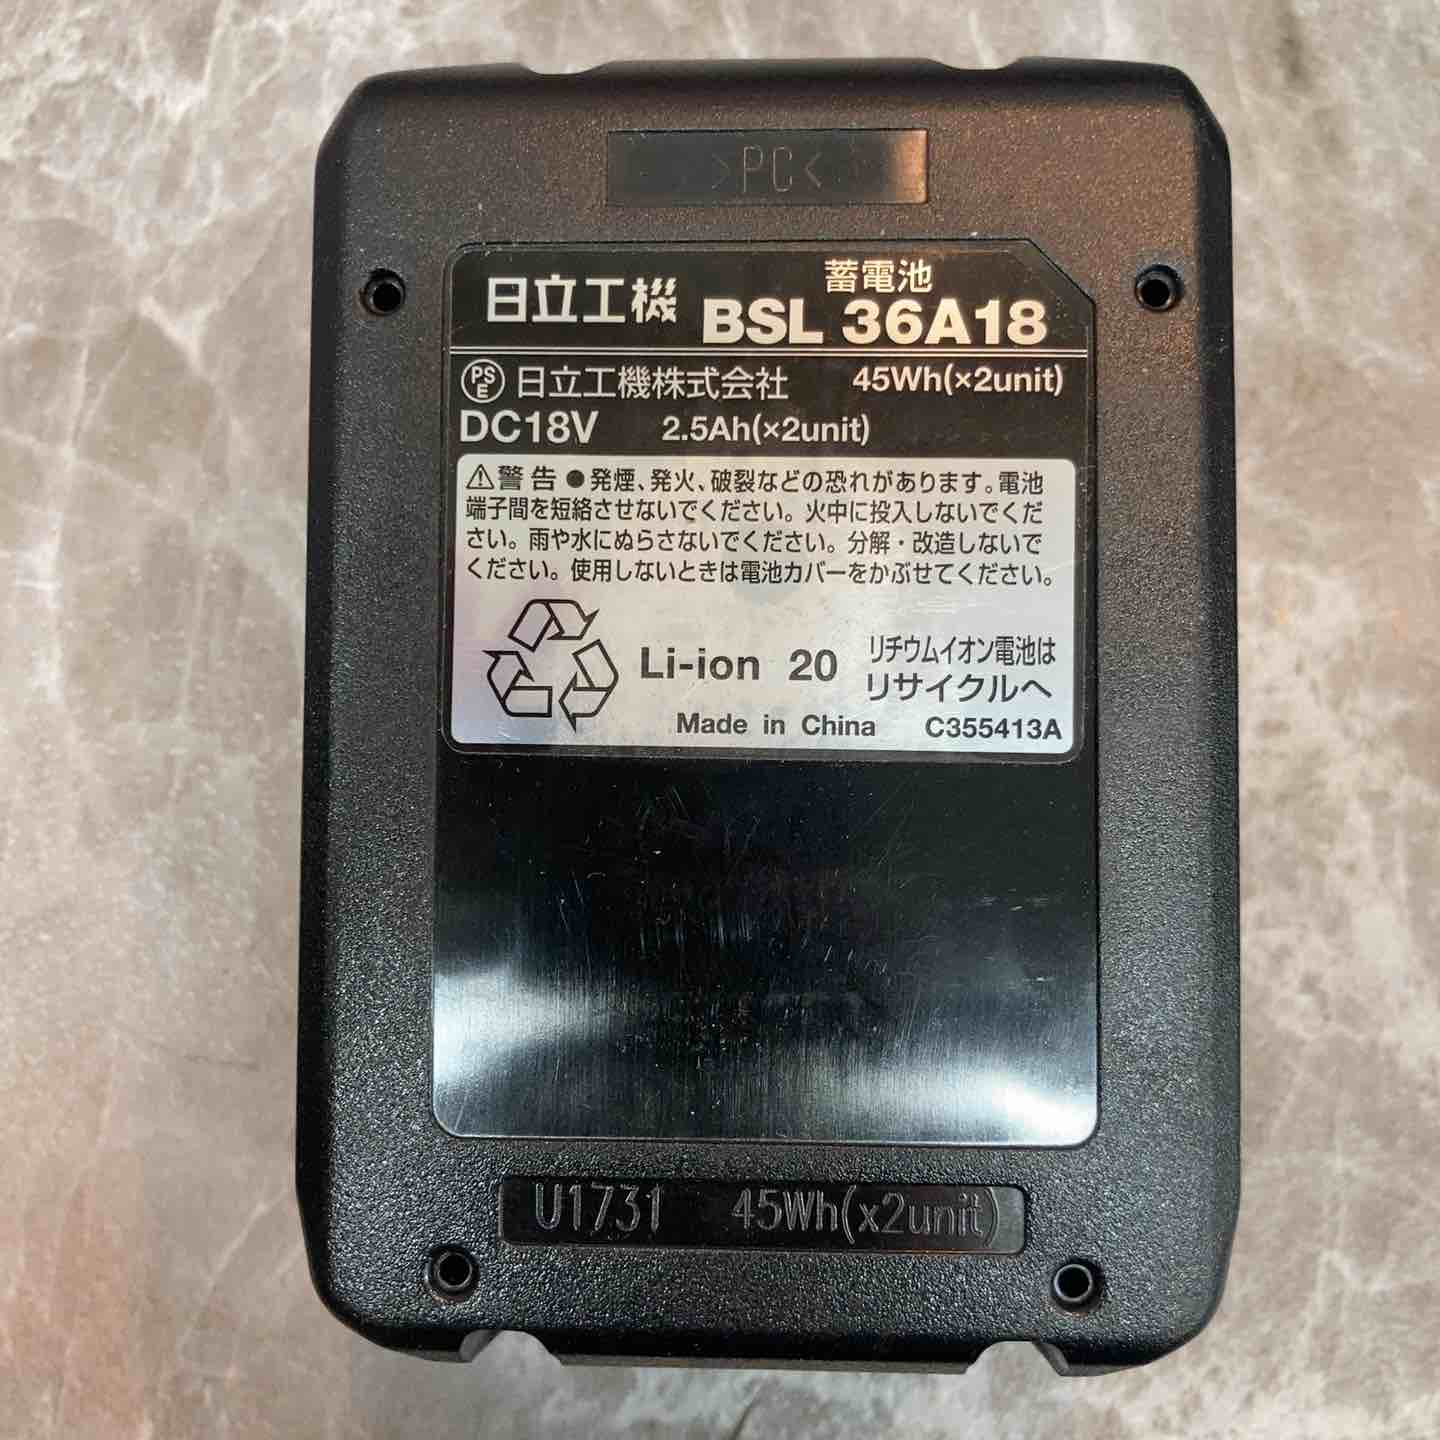 >PC<
蓄電池
日立工機 BSL 36A18
PSE 日立工機株式会社 45Wh(×2unit)
DC18V 2.5Ah(×2unit)
⚠警告 ●発煙、発火、破裂などの恐れがあります。電池
端子間を短絡させないでください。火中に投入しないでくだ
さい。雨や水にぬらさないでください。分解・改造しないで
ください。使用しないときは電池カバーをかぶせてください。
Li-ion 20 リチウムイオン電池は
リサイクルへ
Made in China C355413A
U1731 45Wh(x2unit)